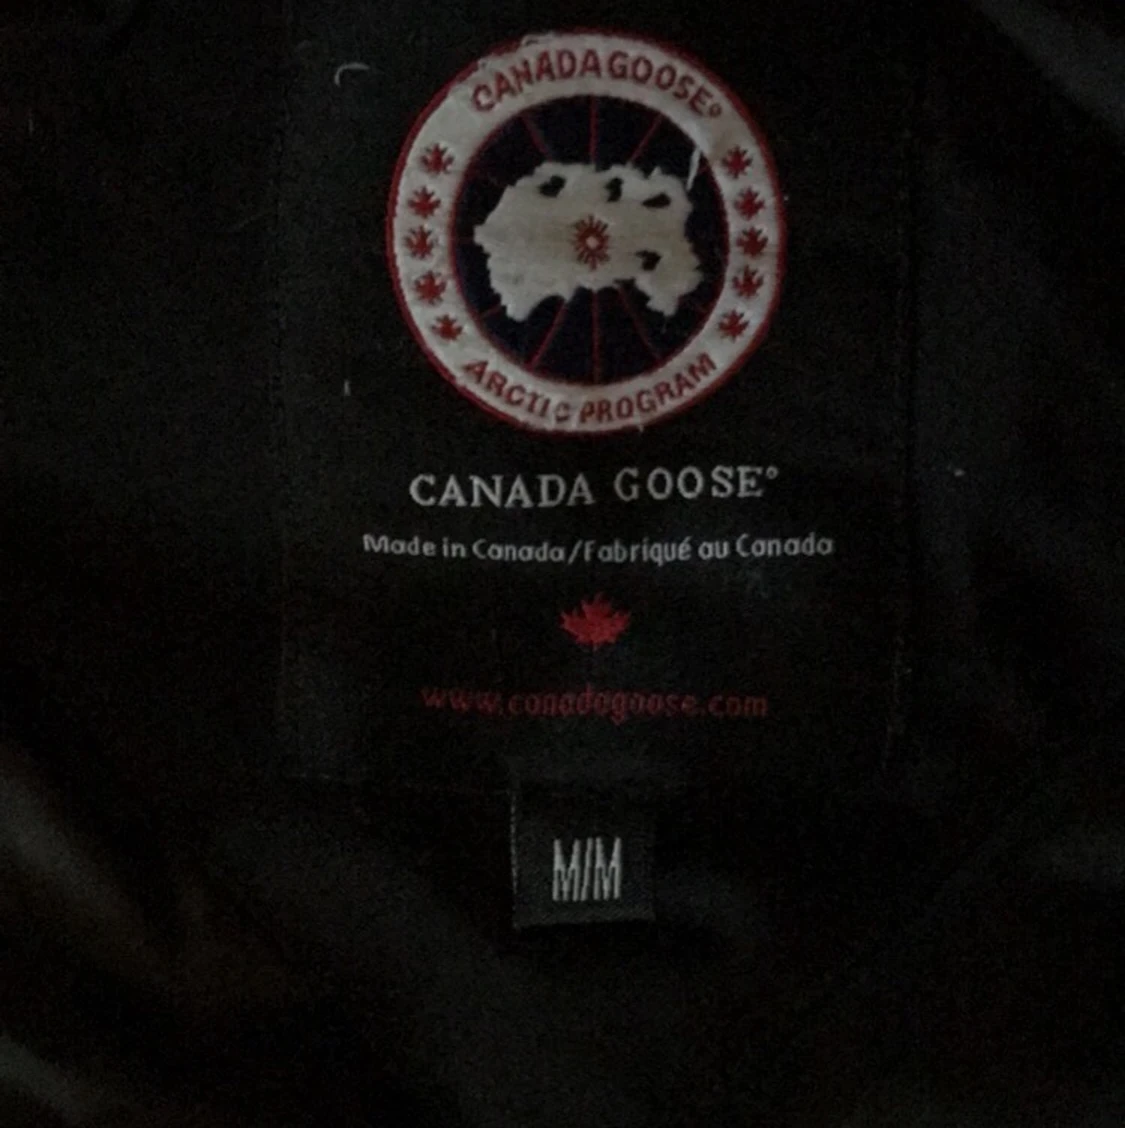 CANADA GOOSE®
ARCTIC PROGRAM
CANADA GOOSE®
Made in Canada/Fabriqué au Canada
www.canadagoose.com
M/M